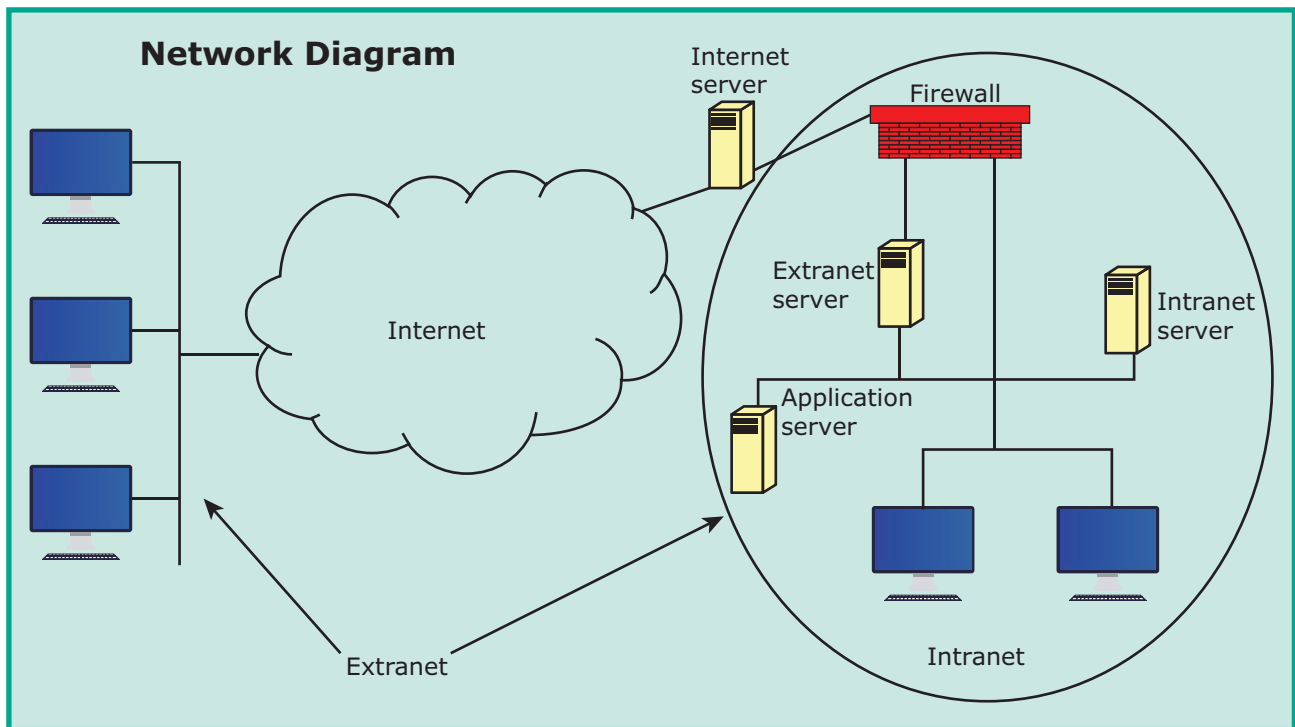 Network Diagram
Internet
server
Firewall
Extranet
server
Intranet
server
Internet
Application
server
Extranet
Intranet